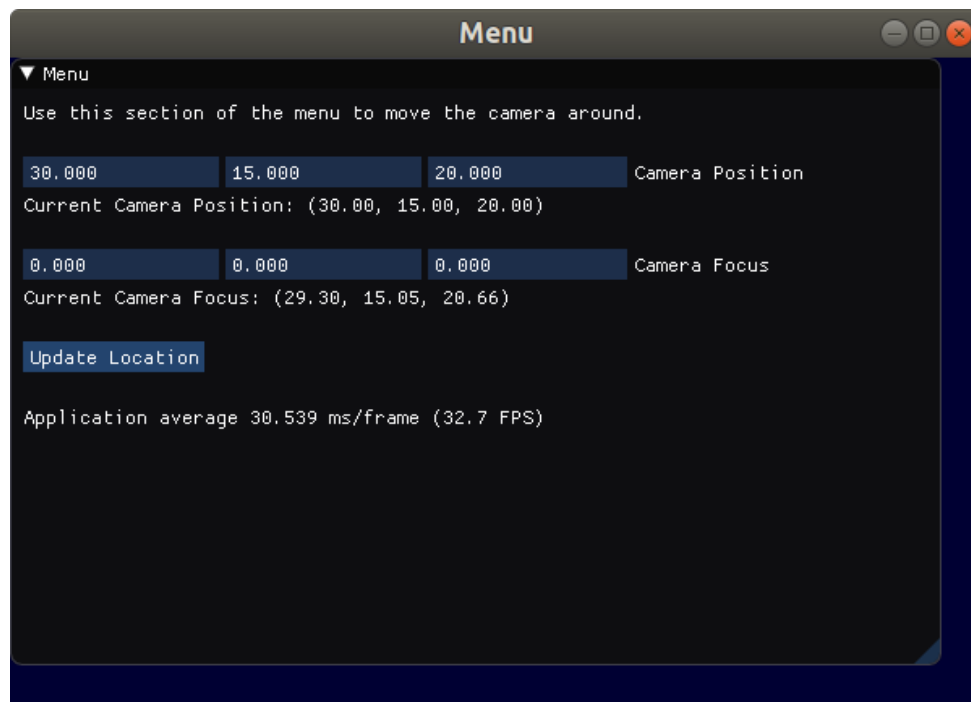 Menu
Menu
Use this section of the menu to move the camera around.
30.000 15.000 20.000 Camera Position
Current Camera Position: (30.00, 15.00, 20.00)
0.000 0.000 0.000 Camera Focus
Current Camera Focus: (29.30, 15.05, 20.66)
Update Location
Application average 30.539 ms/frame (32.7 FPS)